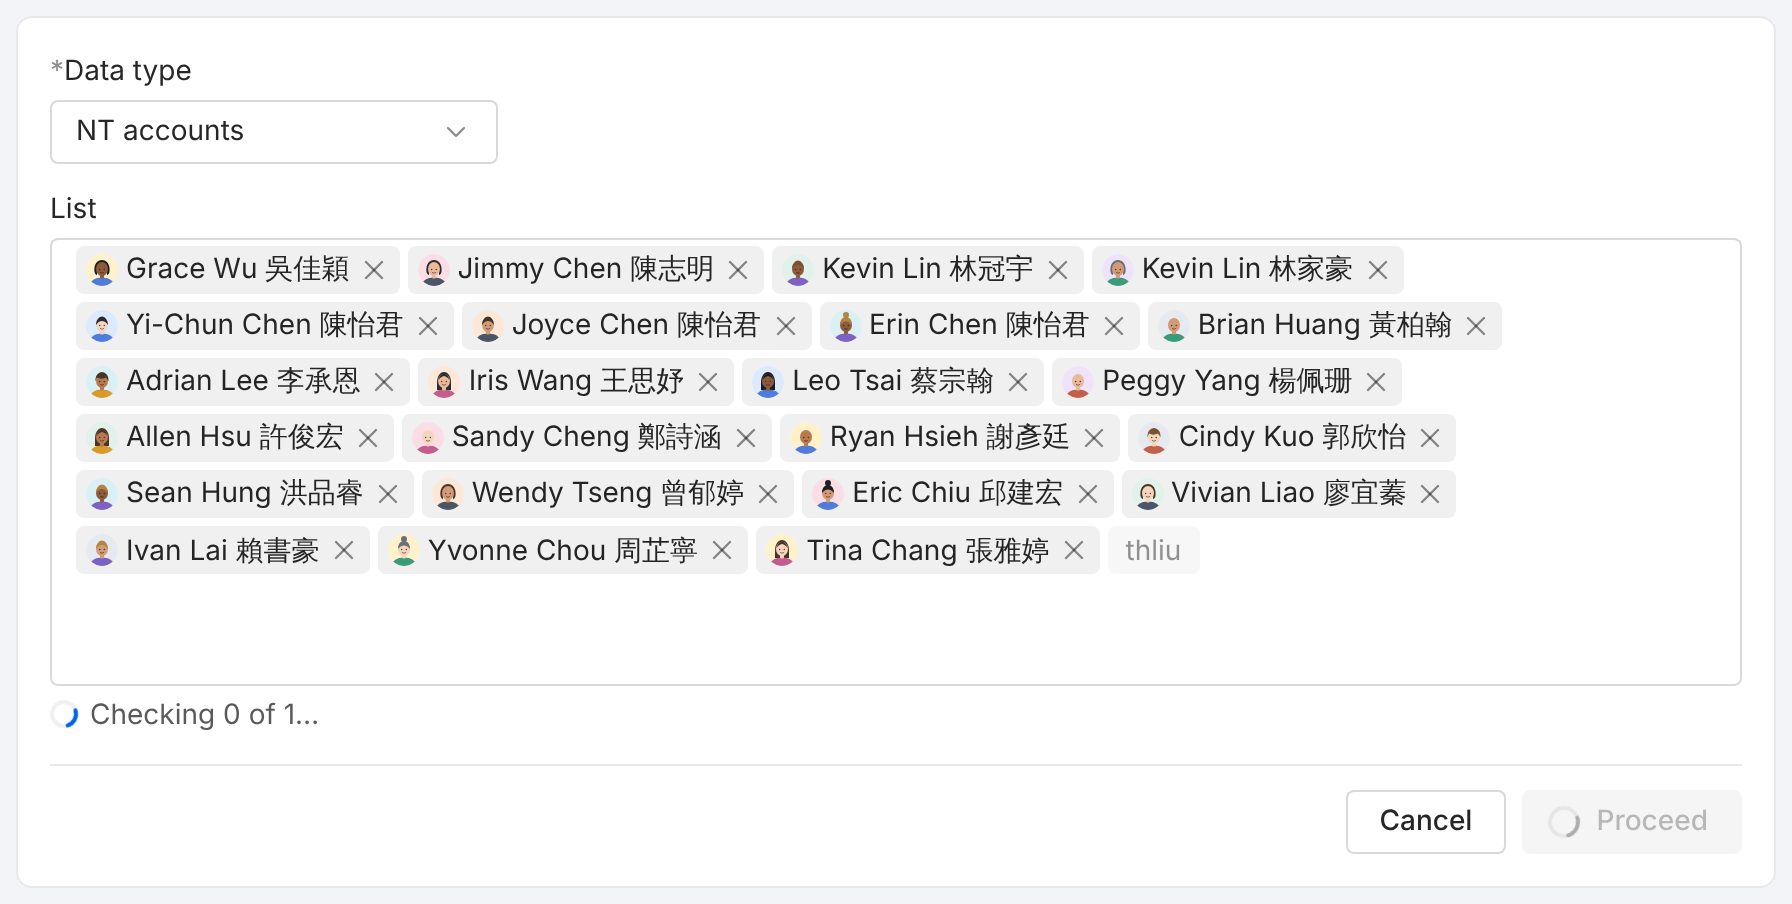 *Data type
NT accounts
List
Grace Wu 吳佳穎 Jimmy Chen 陳志明 Kevin Lin 林冠宇 Kevin Lin 林家豪
Yi-Chun Chen 陳怡君 Joyce Chen 陳怡君 Erin Chen 陳怡君 Brian Huang 黃柏翰
Adrian Lee 李承恩 Iris Wang 王思妤 Leo Tsai 蔡宗翰 Peggy Yang 楊佩珊
Allen Hsu 許俊宏 Sandy Cheng 鄭詩涵 Ryan Hsieh 謝彥廷 Cindy Kuo 郭欣怡
Sean Hung 洪品睿 Wendy Tseng 曾郁婷 Eric Chiu 邱建宏 Vivian Liao 廖宜蓁
Ivan Lai 賴書豪 Yvonne Chou 周芷寧 Tina Chang 張雅婷 thliu
Checking 0 of 1...
Cancel Proceed